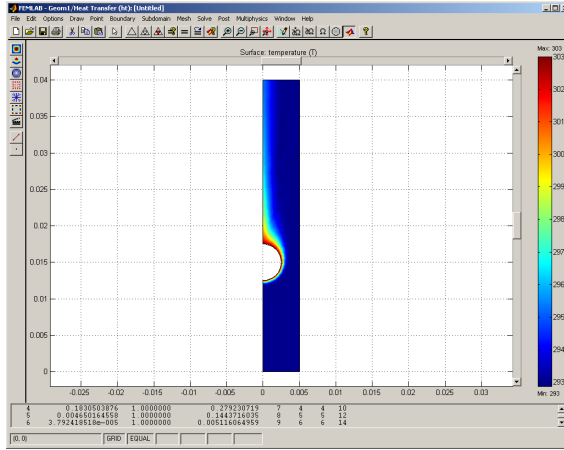 FEMLAB - Geom1/Heat Transfer (ht): [Untitled]
File Edit Options Draw Point Boundary Subdomain Mesh Solve Post Multiphysics Window Help
Surface: temperature (T)
Max: 303
0.04
0.035
0.03
0.025
0.02
0.015
0.01
0.005
0
-0.025 -0.02 -0.015 -0.01 -0.005 0 0.005 0.01 0.015 0.02 0.025 0.03
303
302
301
300
299
298
297
296
295
294
293
Min: 293
4 0.1830503876 1.0000000 0.279230719 7 4 4 10
5 0.004650164558 1.0000000 0.1443716035 8 5 5 12
6 3.792418518e-005 1.0000000 0.005116064959 9 6 6 14
(0, 0) GRID EQUAL